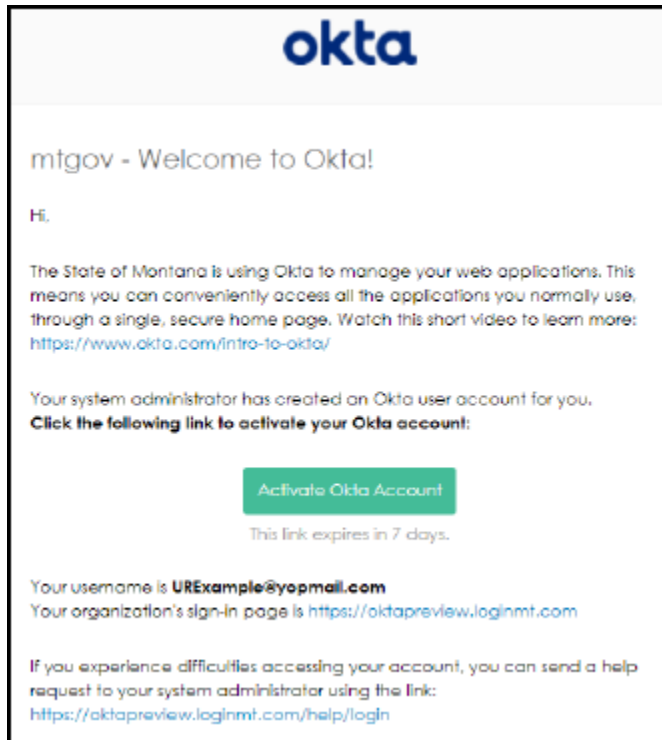 okta
mtgov - Welcome to Okta!
Hi,
The State of Montana is using Okta to manage your web applications. This
means you can conveniently access all the applications you normally use,
through a single, secure home page. Watch this short video to learn more:
https://www.okta.com/intro-to-okta/
Your system administrator has created an Okta user account for you.
Click the following link to activate your Okta account:
Activate Okta Account
This link expires in 7 days.
Your username is URExample@yopmail.com
Your organization's sign-in page is https://oktapreview.loginmt.com
If you experience difficulties accessing your account, you can send a help
request to your system administrator using the link:
https://oktapreview.loginmt.com/help/login